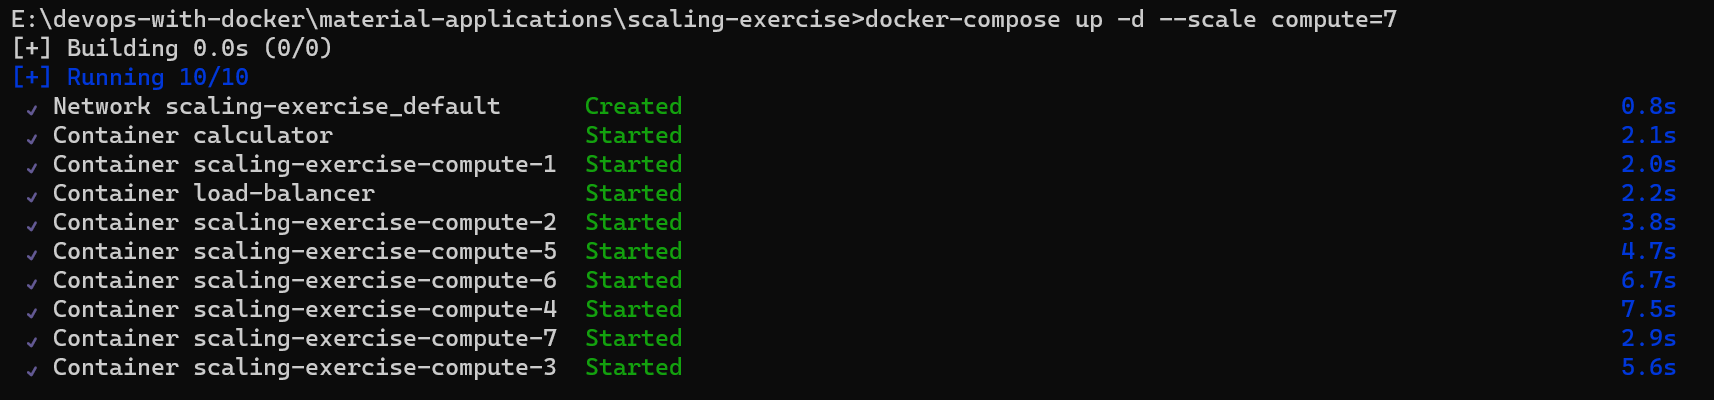 E:\devops-with-docker\material-applications\scaling-exercise>docker-compose up -d --scale compute=7
[+] Building 0.0s (0/0)
[+] Running 10/10
✓ Network scaling-exercise_default Created 0.8s
✓ Container calculator Started 2.1s
✓ Container scaling-exercise-compute-1 Started 2.0s
✓ Container load-balancer Started 2.2s
✓ Container scaling-exercise-compute-2 Started 3.8s
✓ Container scaling-exercise-compute-5 Started 4.7s
✓ Container scaling-exercise-compute-6 Started 6.7s
✓ Container scaling-exercise-compute-4 Started 7.5s
✓ Container scaling-exercise-compute-7 Started 2.9s
✓ Container scaling-exercise-compute-3 Started 5.6s